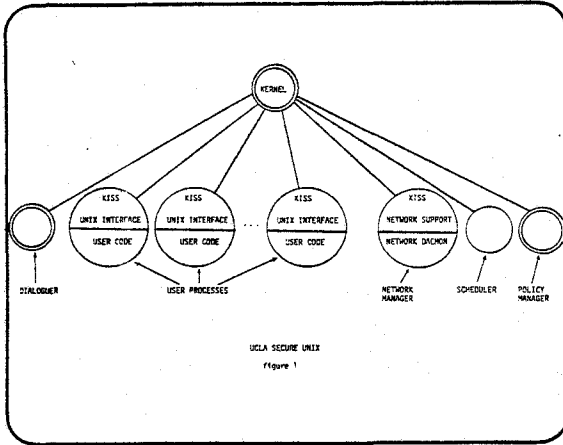 KERNEL
KISS
UNIX INTERFACE
USER CODE
KISS
UNIX INTERFACE
USER CODE
...
KISS
UNIX INTERFACE
USER CODE
KISS
NETWORK SUPPORT
NETWORK DAEMON
DIALOGUER
USER PROCESSES
NETWORK
MANAGER
SCHEDULER
POLICY
MANAGER
UCLA SECURE UNIX
figure 1